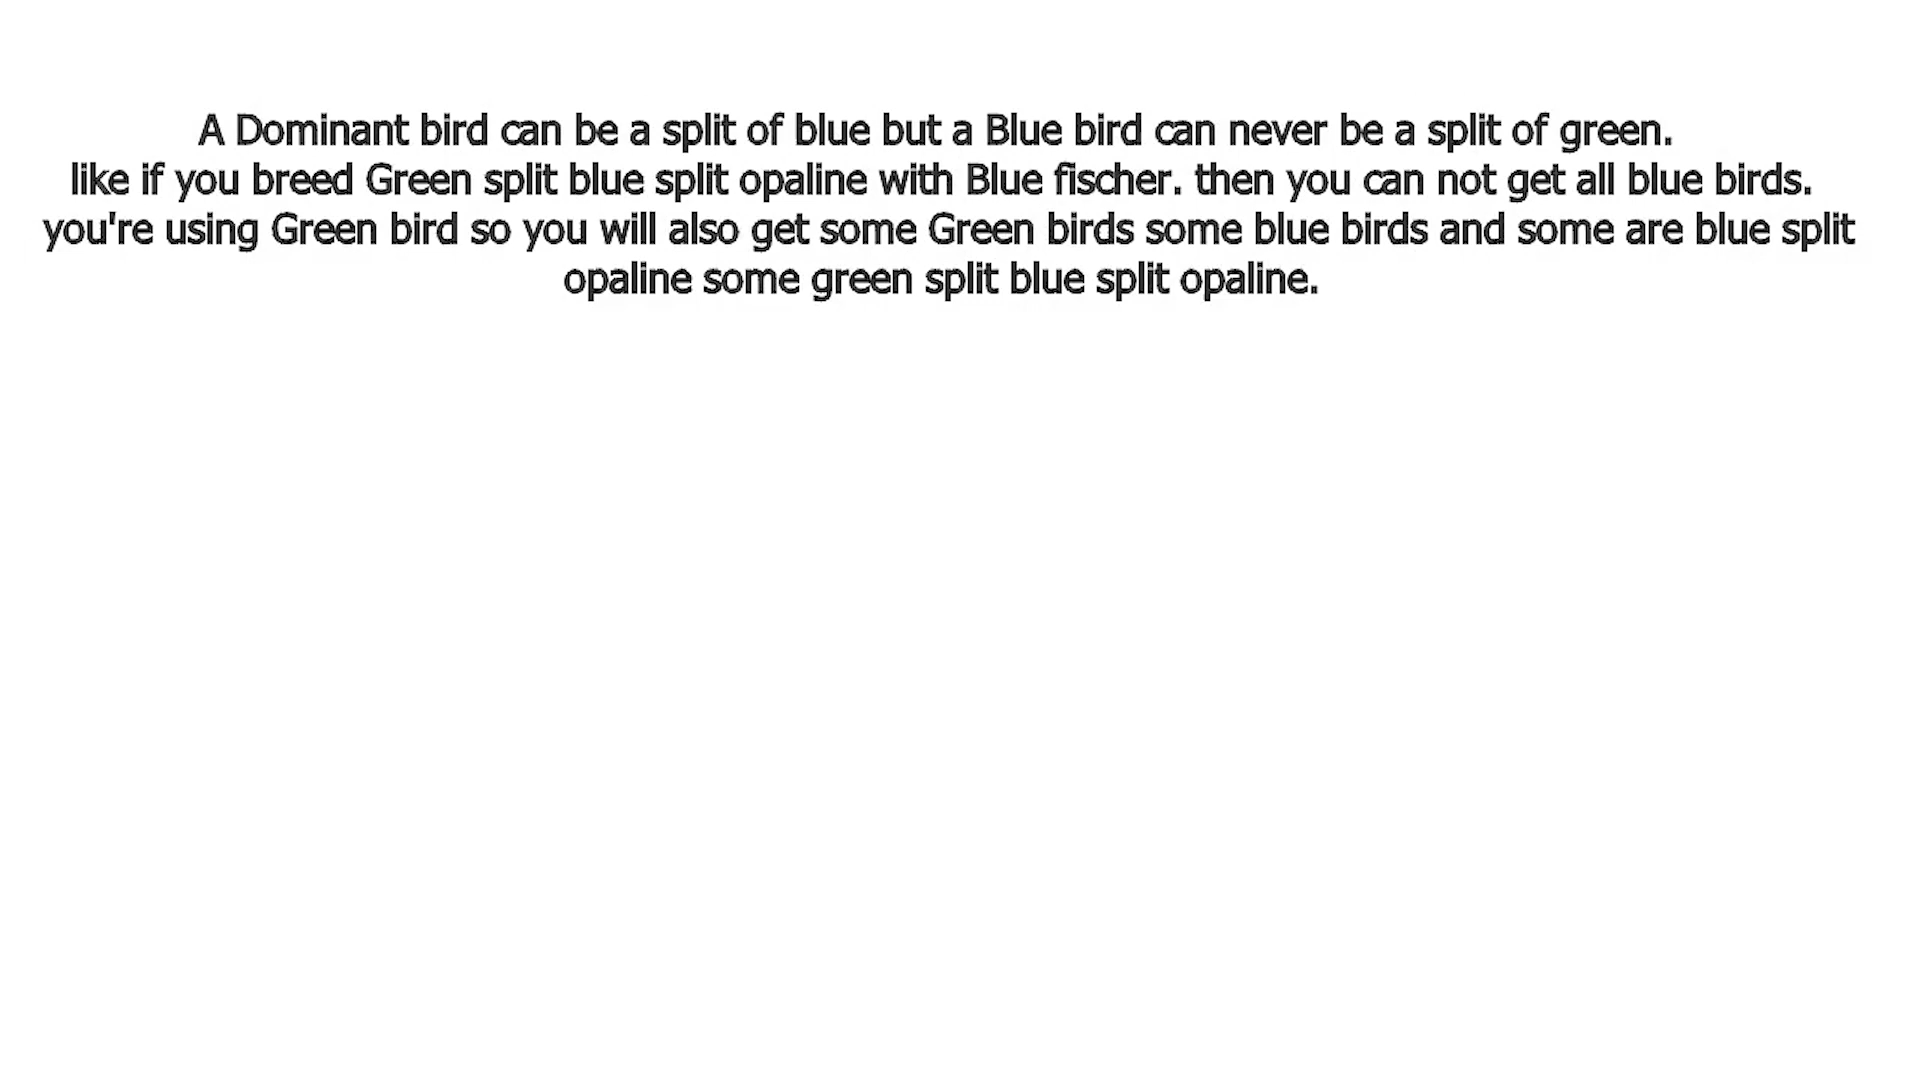 A Dominant bird can be a split of blue but a Blue bird can never be a split of green.
like if you breed Green split blue split opaline with Blue fischer. then you can not get all blue birds.
you're using Green bird so you will also get some Green birds some blue birds and some are blue split
opaline some green split blue split opaline.